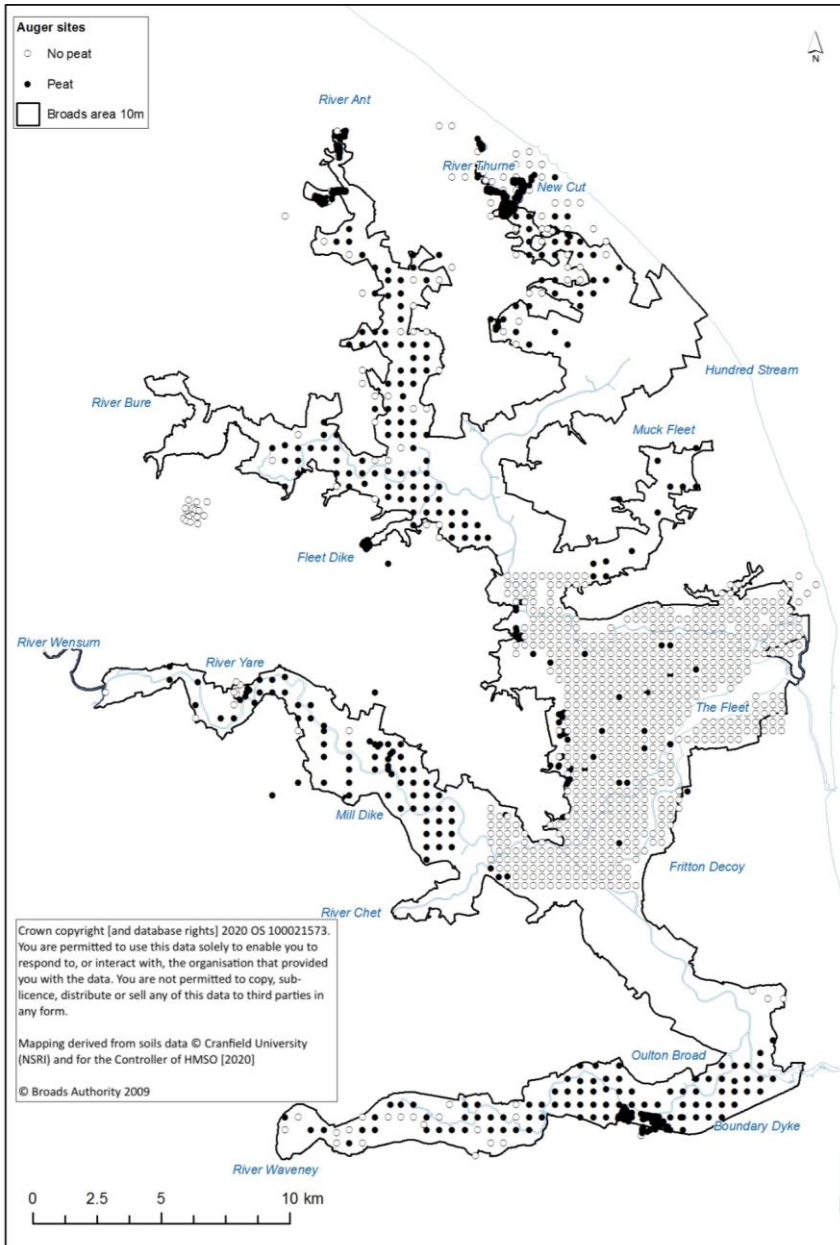 Auger sites
No peat
Peat
Broads area 10m
N
River Ant
River Thurne
New Cut
Hundred Stream
River Bure
Muck Fleet
Fleet Dike
River Wensum
River Yare
The Fleet
Mill Dike
Fritton Decoy
River Chet
Crown copyright [and database rights] 2020 OS 100021573.
You are permitted to use this data solely to enable you to
respond to, or interact with, the organisation that provided
you with the data. You are not permitted to copy, sub-
licence, distribute or sell any of this data to third parties in
any form.
Mapping derived from soils data © Cranfield University
(NSRI) and for the Controller of HMSO [2020]
© Broads Authority 2009
Oulton Broad
Boundary Dyke
River Waveney
0 2.5 5 10 km